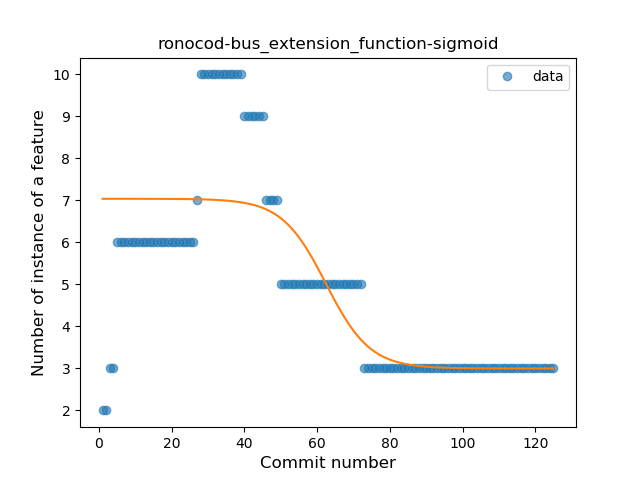 ronocod-bus_extension_function-sigmoid
10
9
8
7
6
5
4
3
2
Number of instance of a feature
data
0 20 40 60 80 100 120
Commit number